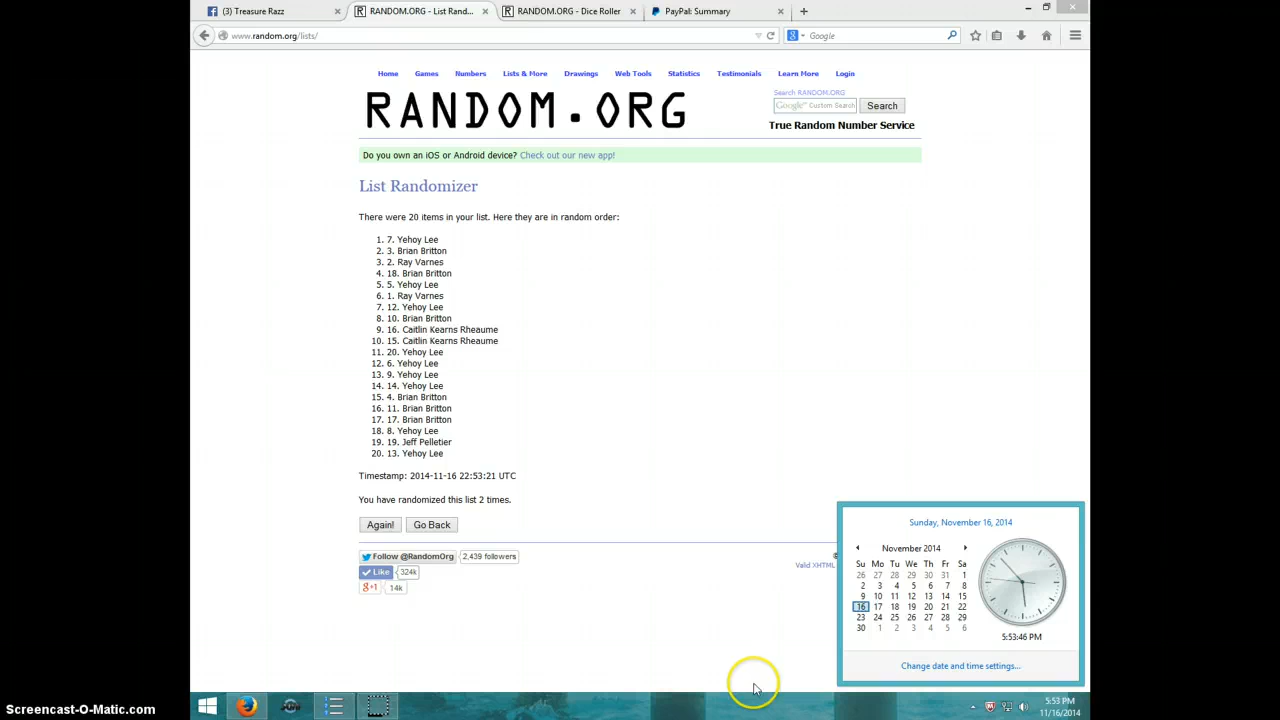 (3) Treasure Razz
RANDOM.ORG - List Rand...
RANDOM.ORG - Dice Roller
PayPal: Summary
www.random.org/lists/
Google
Home Games Numbers Lists & More Drawings Web Tools Statistics Testimonials Learn More Login
RANDOM.ORG
Search RANDOM.ORG
Google™ Custom Search
Search
True Random Number Service
Do you own an iOS or Android device? Check out our new app!
List Randomizer
There were 20 items in your list. Here they are in random order:
1. 7. Yehoy Lee
2. 3. Brian Britton
3. 2. Ray Varnes
4. 18. Brian Britton
5. 5. Yehoy Lee
6. 1. Ray Varnes
7. 12. Yehoy Lee
8. 10. Brian Britton
9. 16. Caitlin Kearns Rheaume
10. 15. Caitlin Kearns Rheaume
11. 20. Yehoy Lee
12. 6. Yehoy Lee
13. 9. Yehoy Lee
14. 14. Yehoy Lee
15. 4. Brian Britton
16. 11. Brian Britton
17. 17. Brian Britton
18. 8. Yehoy Lee
19. 19. Jeff Pelletier
20. 13. Yehoy Lee
Timestamp: 2014-11-16 22:53:21 UTC
You have randomized this list 2 times.
Again! Go Back
Follow @RandomOrg 2,439 followers
Like 324k
g+1 14k
©
Valid XHTML
Sunday, November 16, 2014
November 2014
Su Mo Tu We Th Fr Sa
26 27 28 29 30 31 1
2 3 4 5 6 7 8
9 10 11 12 13 14 15
16 17 18 19 20 21 22
23 24 25 26 27 28 29
30 1 2 3 4 5 6
5:53:46 PM
Change date and time settings...
5:53 PM
11/16/2014
Screencast-O-Matic.com